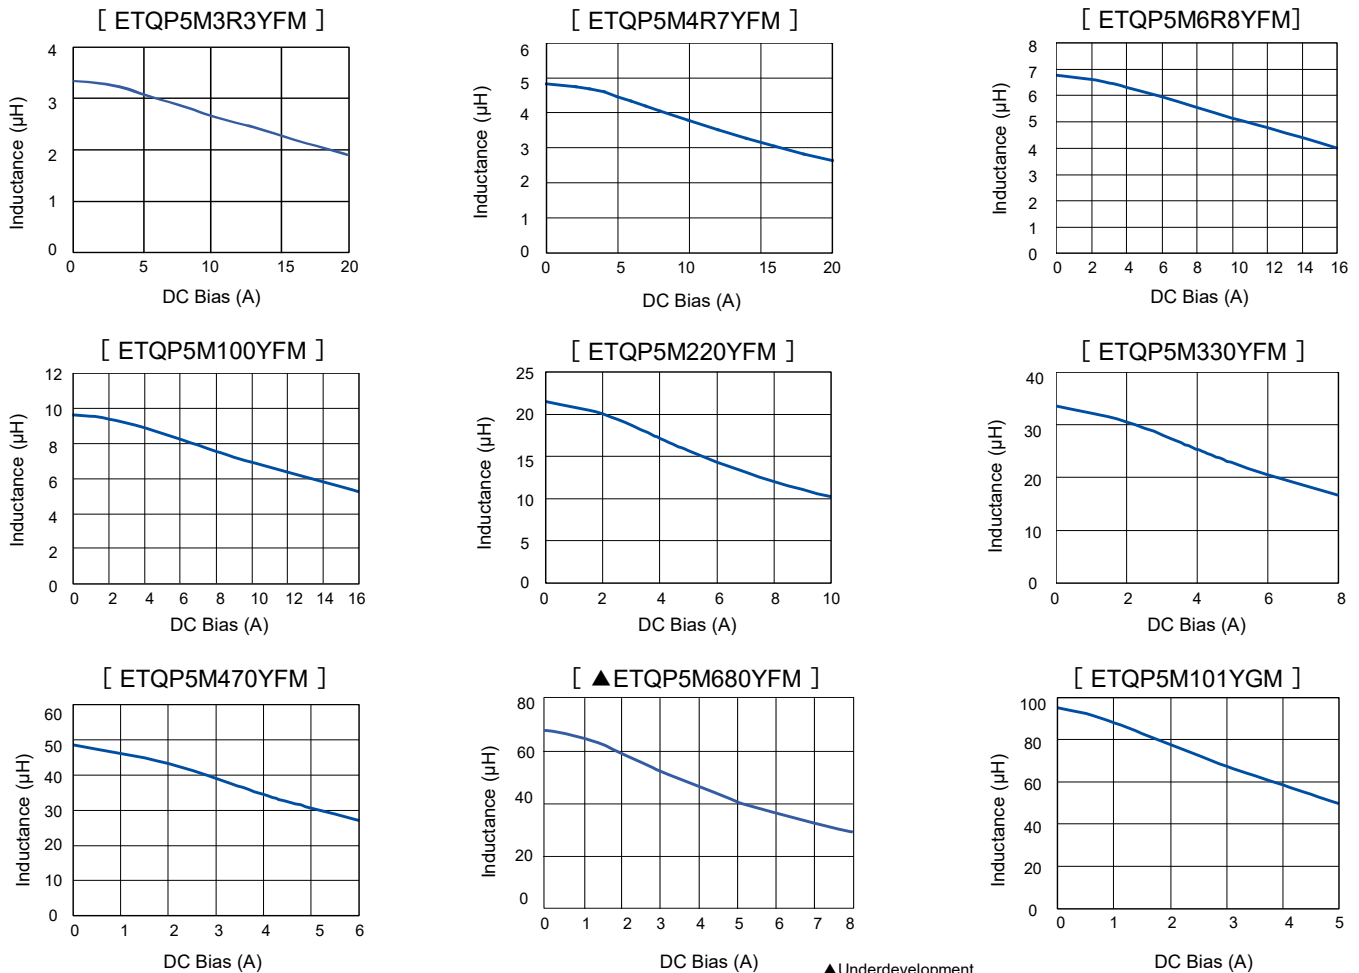 [ ETQP5M3R3YFM ]
4
3
2
1
0
0 5 10 15 20
Inductance (µH)
DC Bias (A)
[ ETQP5M4R7YFM ]
6
5
4
3
2
1
0
0 5 10 15 20
Inductance (µH)
DC Bias (A)
[ ETQP5M6R8YFM]
8
7
6
5
4
3
2
1
0
0 2 4 6 8 10 12 14 16
Inductance (µH)
DC Bias (A)
[ ETQP5M100YFM ]
12
10
8
6
4
2
0
0 2 4 6 8 10 12 14 16
Inductance (µH)
DC Bias (A)
[ ETQP5M220YFM ]
25
20
15
10
5
0
0 2 4 6 8 10
Inductance (µH)
DC Bias (A)
[ ETQP5M330YFM ]
40
30
20
10
0
0 2 4 6 8
Inductance (µH)
DC Bias (A)
[ ETQP5M470YFM ]
60
50
40
30
20
10
0
0 1 2 3 4 5 6
Inductance (µH)
DC Bias (A)
[ ▲ETQP5M680YFM ]
80
60
40
20
0
0 1 2 3 4 5 6 7 8
Inductance (µH)
DC Bias (A)
▲Underdevelopment
[ ETQP5M101YGM ]
100
80
60
40
20
0
0 1 2 3 4 5
Inductance (µH)
DC Bias (A)